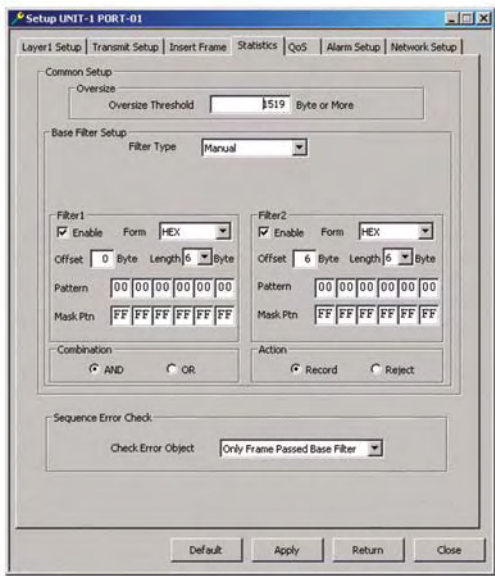 Setup UNIT-1 PORT-01
Layer1 Setup Transmit Setup Insert Frame Statistics QoS Alarm Setup Network Setup
Common Setup
Oversize
Oversize Threshold 1519 Byte or More
Base Filter Setup
Filter Type Manual
Filter1
Enable Form HEX
Offset 0 Byte Length 6 Byte
Pattern 00 00 00 00 00 00
Mask Ptn FF FF FF FF FF FF
Filter2
Enable Form HEX
Offset 6 Byte Length 6 Byte
Pattern 00 00 00 00 00 00
Mask Ptn FF FF FF FF FF FF
Combination
AND OR
Action
Record Reject
Sequence Error Check
Check Error Object Only Frame Passed Base Filter
Default Apply Return Close